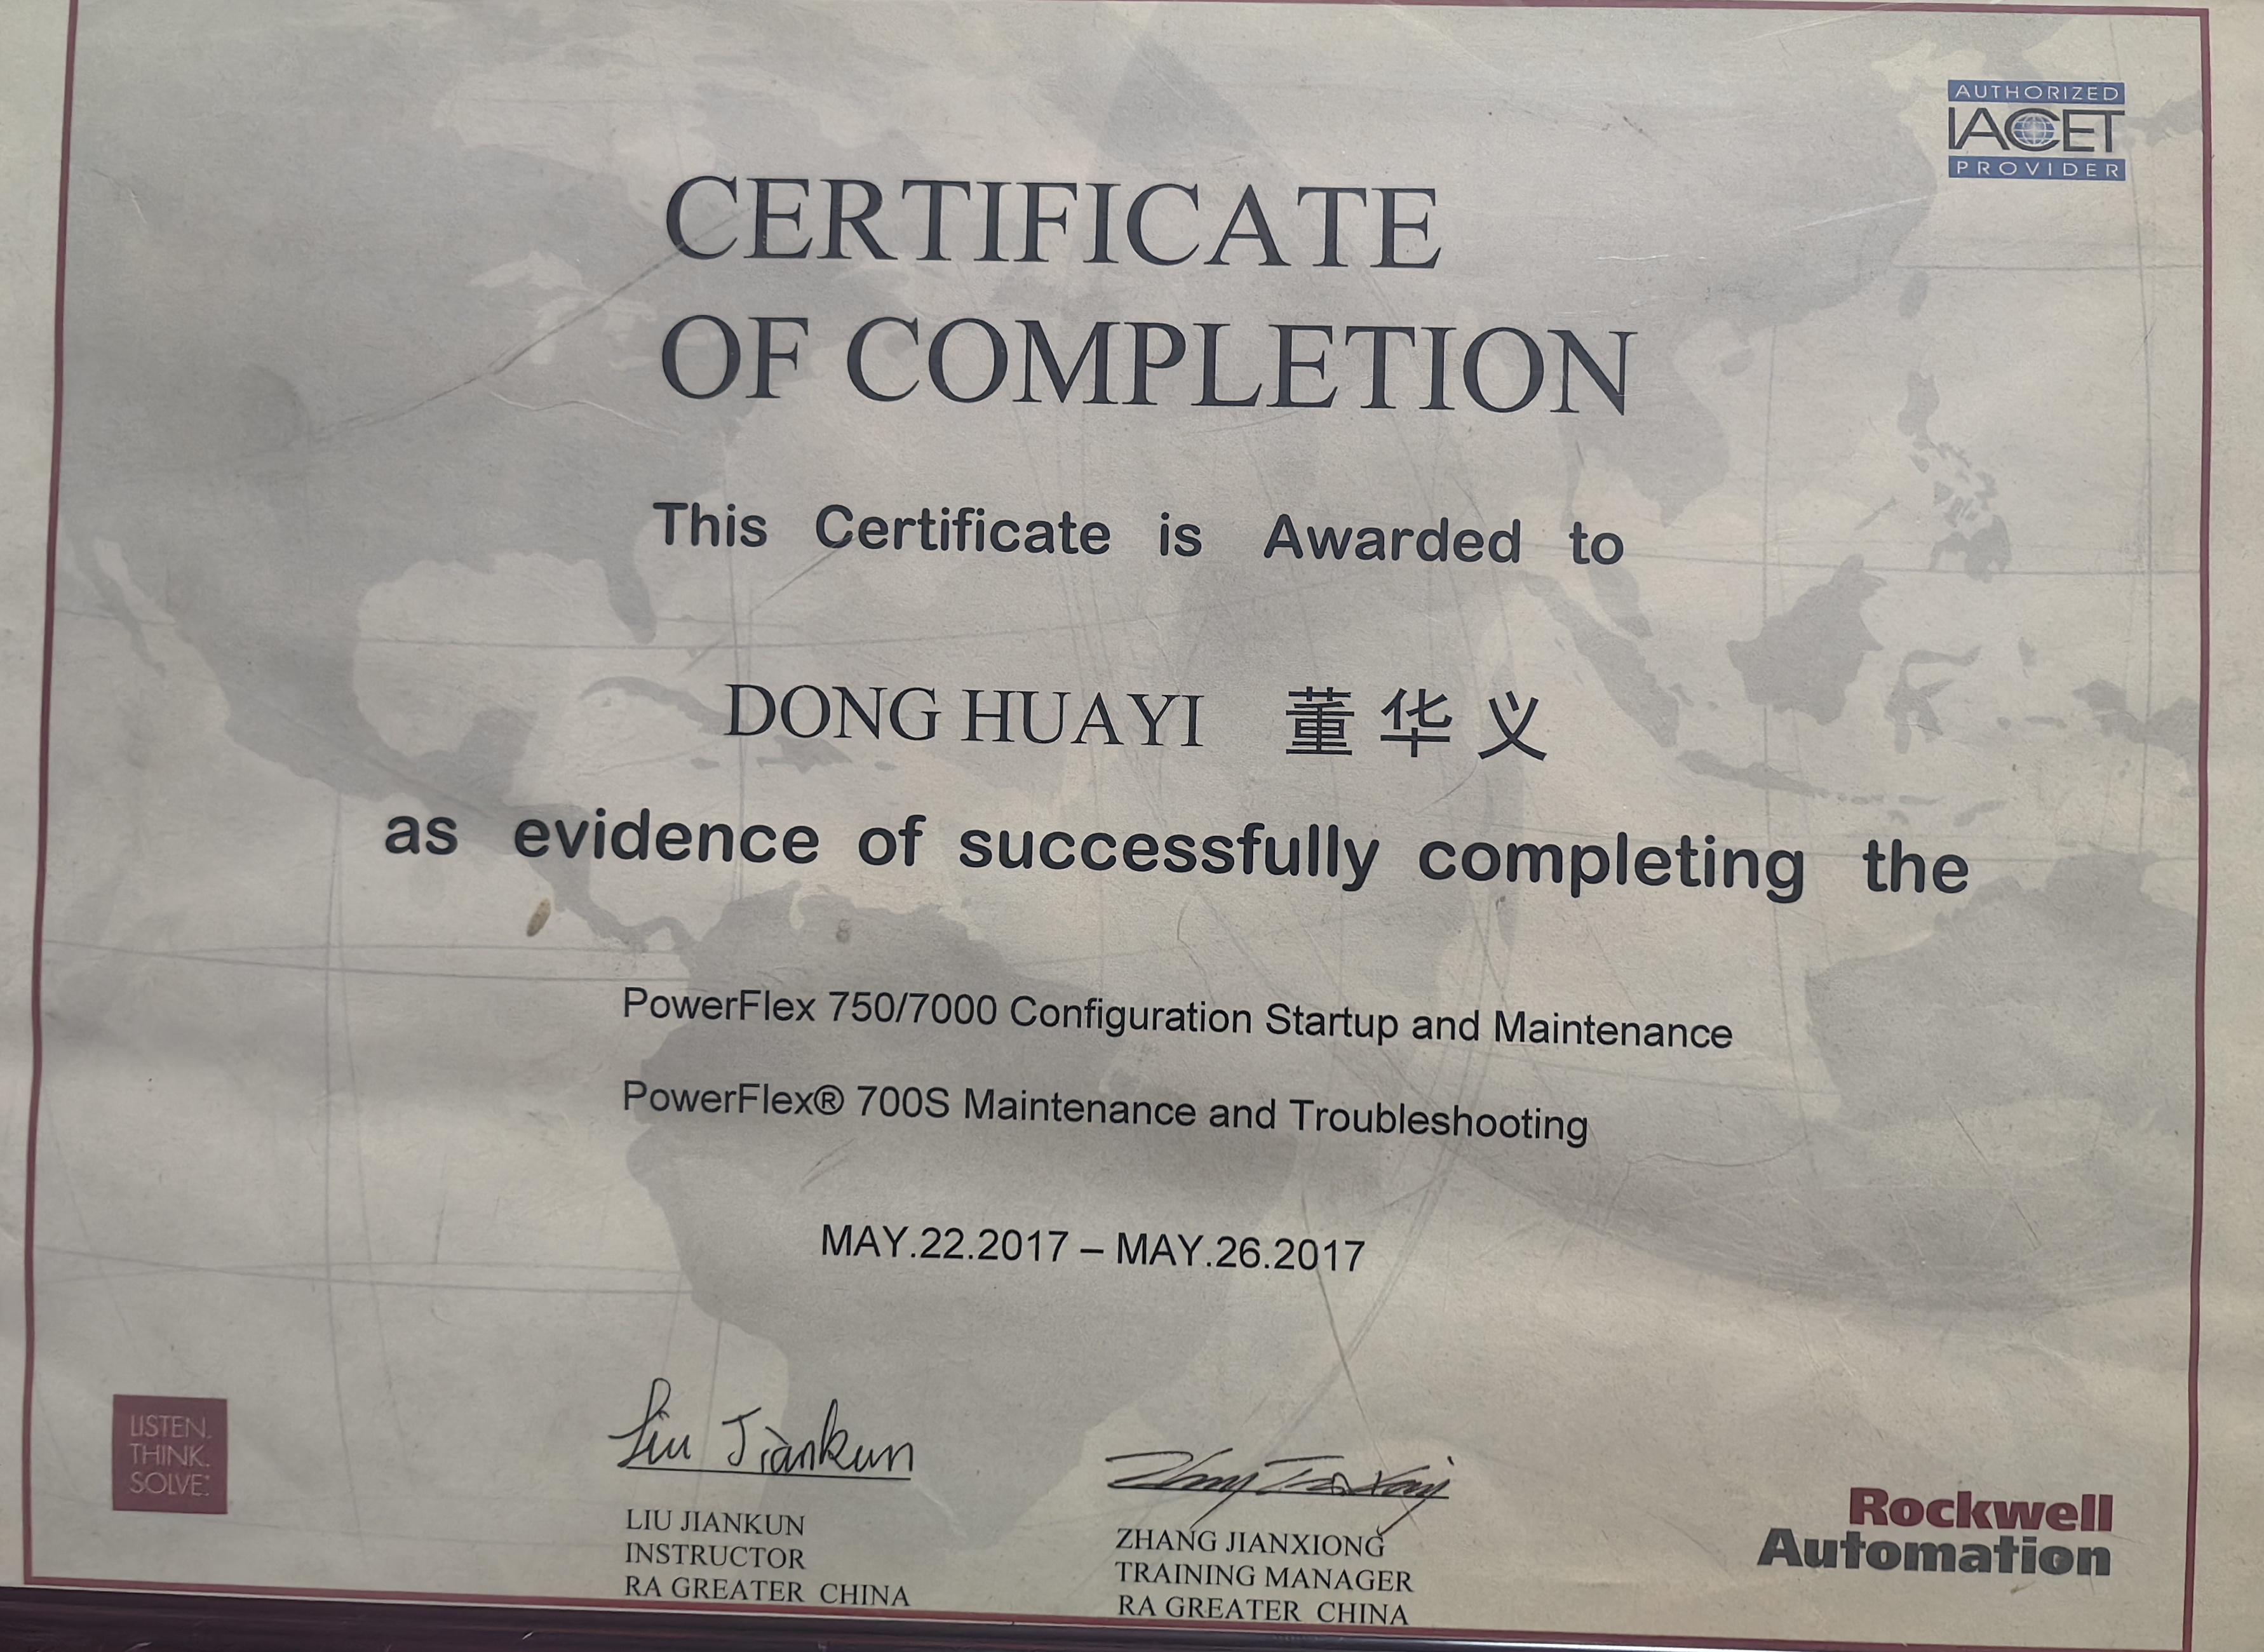 AUTHORIZED
IACET
PROVIDER
CERTIFICATE
OF COMPLETION
This Certificate is Awarded to
DONG HUAYI 董华义
as evidence of successfully completing the
PowerFlex 750/7000 Configuration Startup and Maintenance
PowerFlex® 700S Maintenance and Troubleshooting
MAY.22.2017 – MAY.26.2017
LISTEN.
THINK.
SOLVE.
Liu Jiankun
LIU JIANKUN
INSTRUCTOR
RA GREATER CHINA
ZHANG JIANXIONG
TRAINING MANAGER
RA GREATER CHINA
Rockwell
Automation